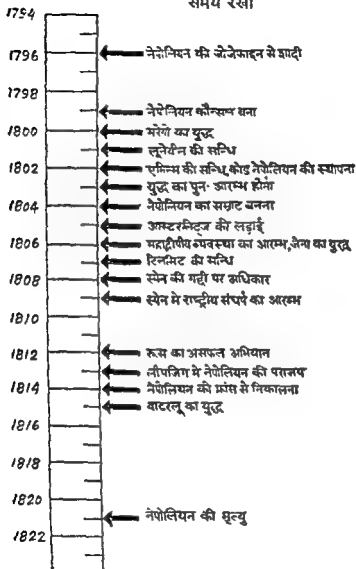 समय रेखा
1794
1796 नेपोलियन की जोजेफाइन से शादी
1798
नेपोलियन कौन्सल बना
1800 मेरेंगो का युद्ध
लूनेवील की सन्धि
1802 एमिन्स की सन्धि, कोड नेपोलियन की स्थापना
युद्ध का पुनः आरम्भ होना
1804 नेपोलियन का सम्राट बनना
आस्टरलिट्ज की लड़ाई
1806 महाद्वीपीय व्यवस्था का आरम्भ, जेना का युद्ध
टिलसिट की सन्धि
1808 स्पेन की गद्दी पर अधिकार
स्पेन मे राष्ट्रीय संघर्ष का आरम्भ
1810
1812 रूस का असफल अभियान
लीपजिग मे नेपोलियन की पराजय
1814 नेपोलियन की फ्रांस से निकालना
वाटरलू का युद्ध
1816
1818
1820
नेपोलियन की मृत्यु
1822